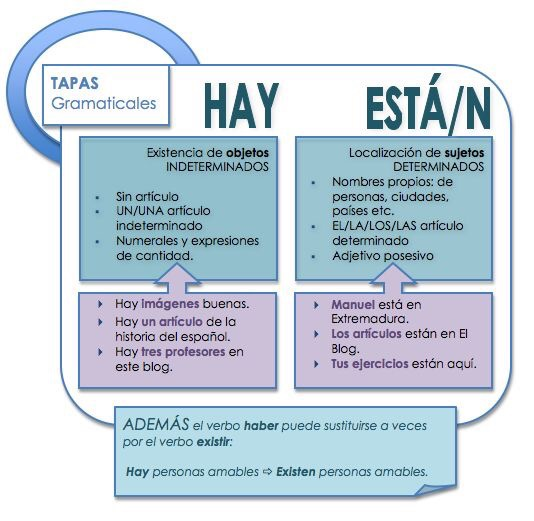 TAPAS
Gramaticales
HAY
ESTÁ/N
Existencia de objetos
INDETERMINADOS
▪ Sin artículo
▪ UN/UNA artículo
indeterminado
▪ Numerales y expresiones
de cantidad.
Localización de sujetos
DETERMINADOS
▪ Nombres propios: de
personas, ciudades,
países etc.
▪ EL/LA/LOS/LAS artículo
determinado
▪ Adjetivo posesivo
‣ Hay imágenes buenas.
‣ Hay un artículo de la
historia del español.
‣ Hay tres profesores en
este blog.
‣ Manuel está en
Extremadura.
‣ Los artículos están en El
Blog.
‣ Tus ejercicios están aquí.
ADEMÁS el verbo haber puede sustituirse a veces
por el verbo existir:
Hay personas amables ⇨ Existen personas amables.